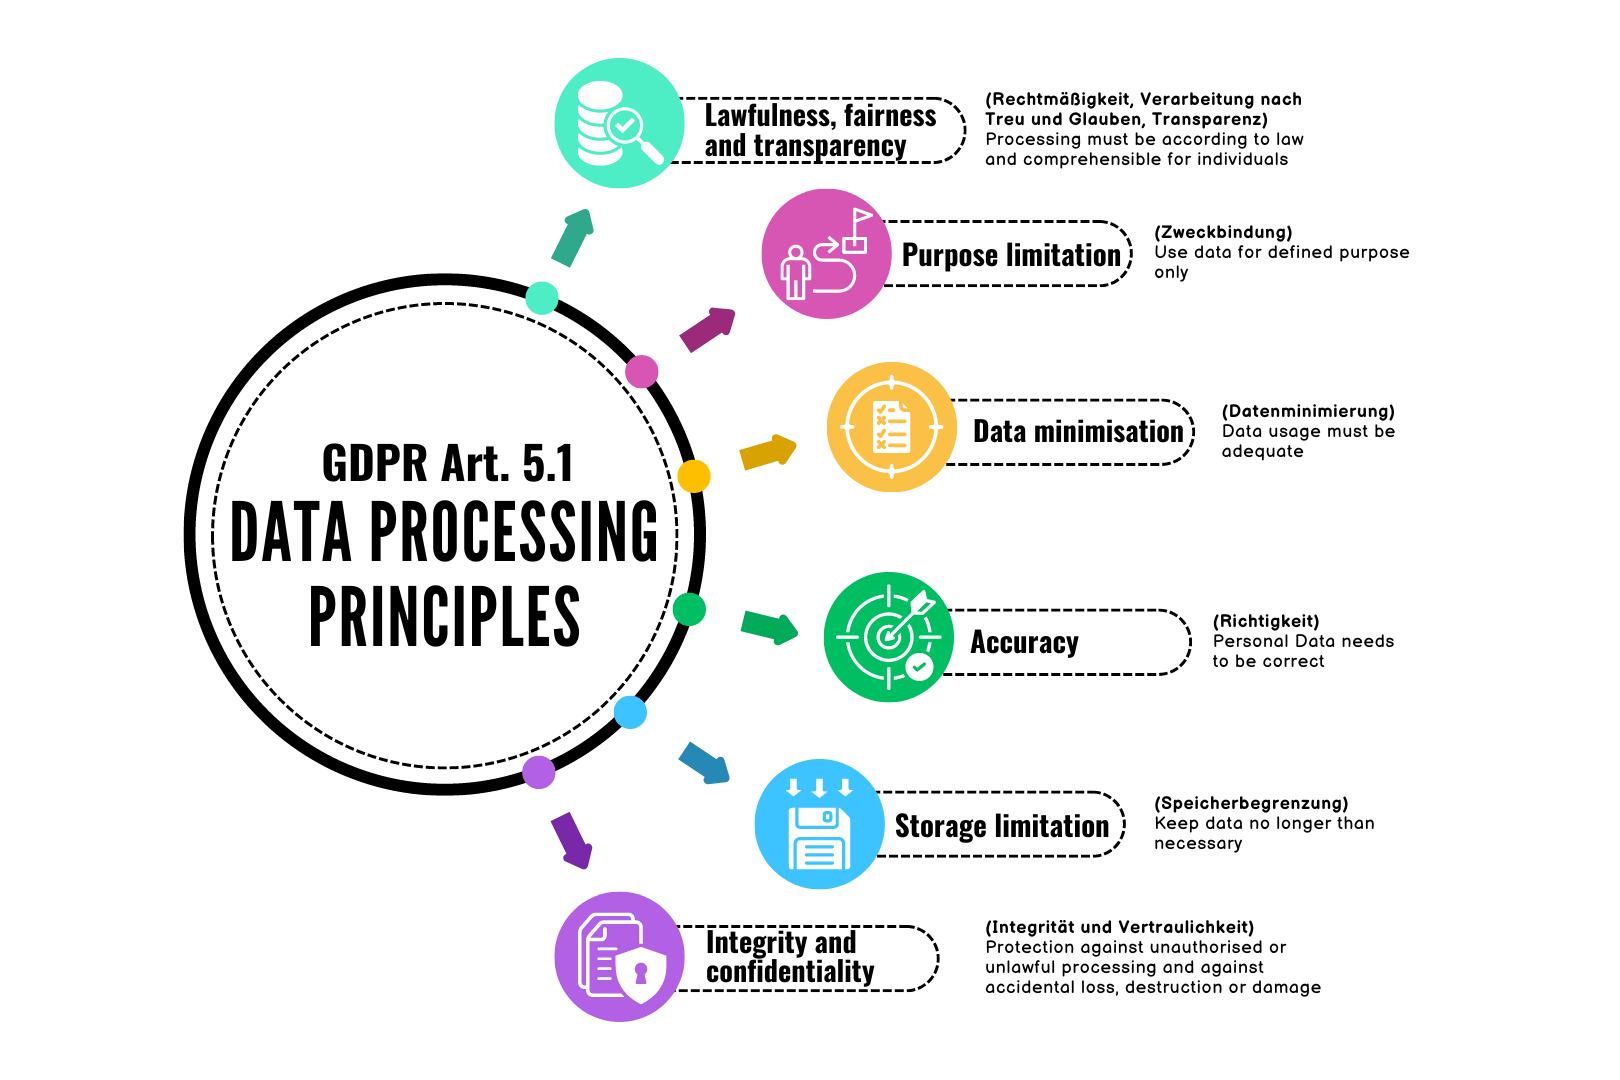 GDPR Art. 5.1
DATA PROCESSING
PRINCIPLES
Lawfulness, fairness
and transparency
(Rechtmäßigkeit, Verarbeitung nach
Treu und Glauben, Transparenz)
Processing must be according to law
and comprehensible for individuals
Purpose limitation
(Zweckbindung)
Use data for defined purpose
only
Data minimisation
(Datenminimierung)
Data usage must be
adequate
Accuracy
(Richtigkeit)
Personal Data needs
to be correct
Storage limitation
(Speicherbegrenzung)
Keep data no longer than
necessary
Integrity and
confidentiality
(Integrität und Vertraulichkeit)
Protection against unauthorised or
unlawful processing and against
accidental loss, destruction or damage